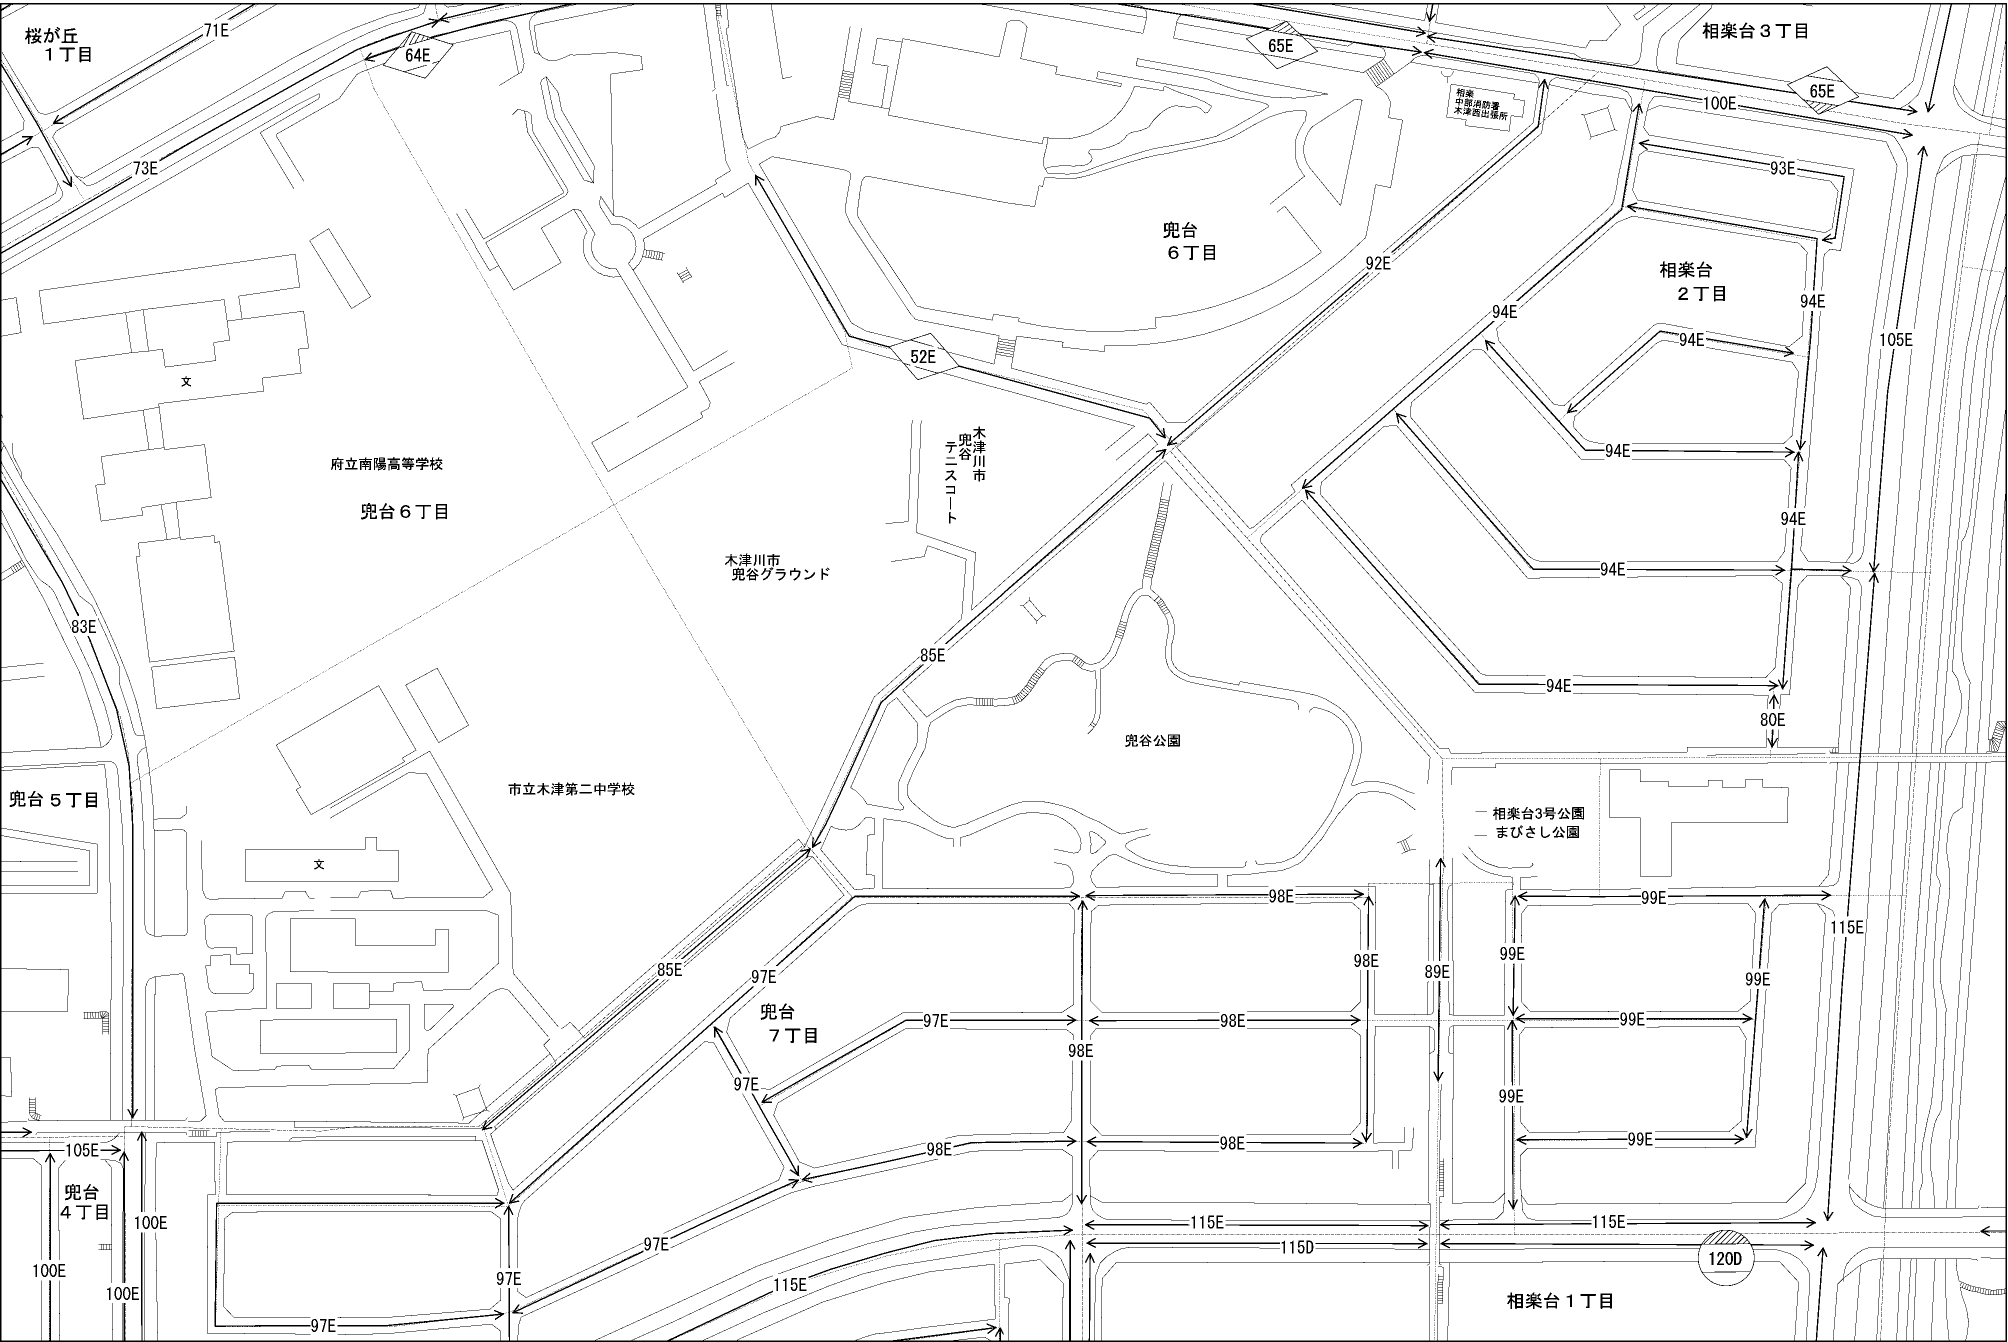 桜が丘
１丁目
71E
64E
65E
相楽台３丁目
65E
100E
相楽
中部消防署
木津西出張所
73E
93E
兜台
６丁目
92E
相楽台
２丁目
94E
94E
105E
94E
52E
文
94E
府立南陽高等学校
木津川市
兜谷
テニスコート
兜台６丁目
94E
木津川市
兜谷グラウンド
94E
83E
85E
94E
80E
兜谷公園
市立木津第二中学校
兜台５丁目
相楽台3号公園
まびさし公園
文
98E
99E
115E
85E
97E
98E
89E
99E
99E
兜台
７丁目
97E
98E
99E
98E
97E
99E
105E
98E
98E
99E
兜台
４丁目
100E
97E
115E
115E
115D
120D
100E
100E
97E
115E
相楽台１丁目
97E